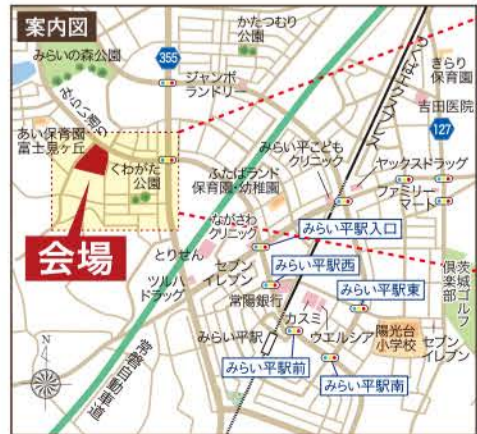 案内図
かたつむり
公園
みらいの森公園
355
ジャンボ
ランドリー
つくばエクスプレス
きらり
保育園
吉田医院
127
みらい通り
あい保育園
富士見ヶ丘
くわがた
公園
ふたばランド
保育園・幼稚園
みらい平こども
クリニック
ヤックスドラッグ
ファミリー
マート
会場
ながさわ
クリニック
みらい平駅入口
とりせん
セブン
イレブン
みらい平駅西
ツルハ
ドラッグ
常陽銀行
みらい平駅東
茨城ゴルフ
倶楽部
カスミ
みらい平駅
ウエルシア
陽光台
小学校
セブン
イレブン
みらい平駅前
みらい平駅南
常磐自動車道
N